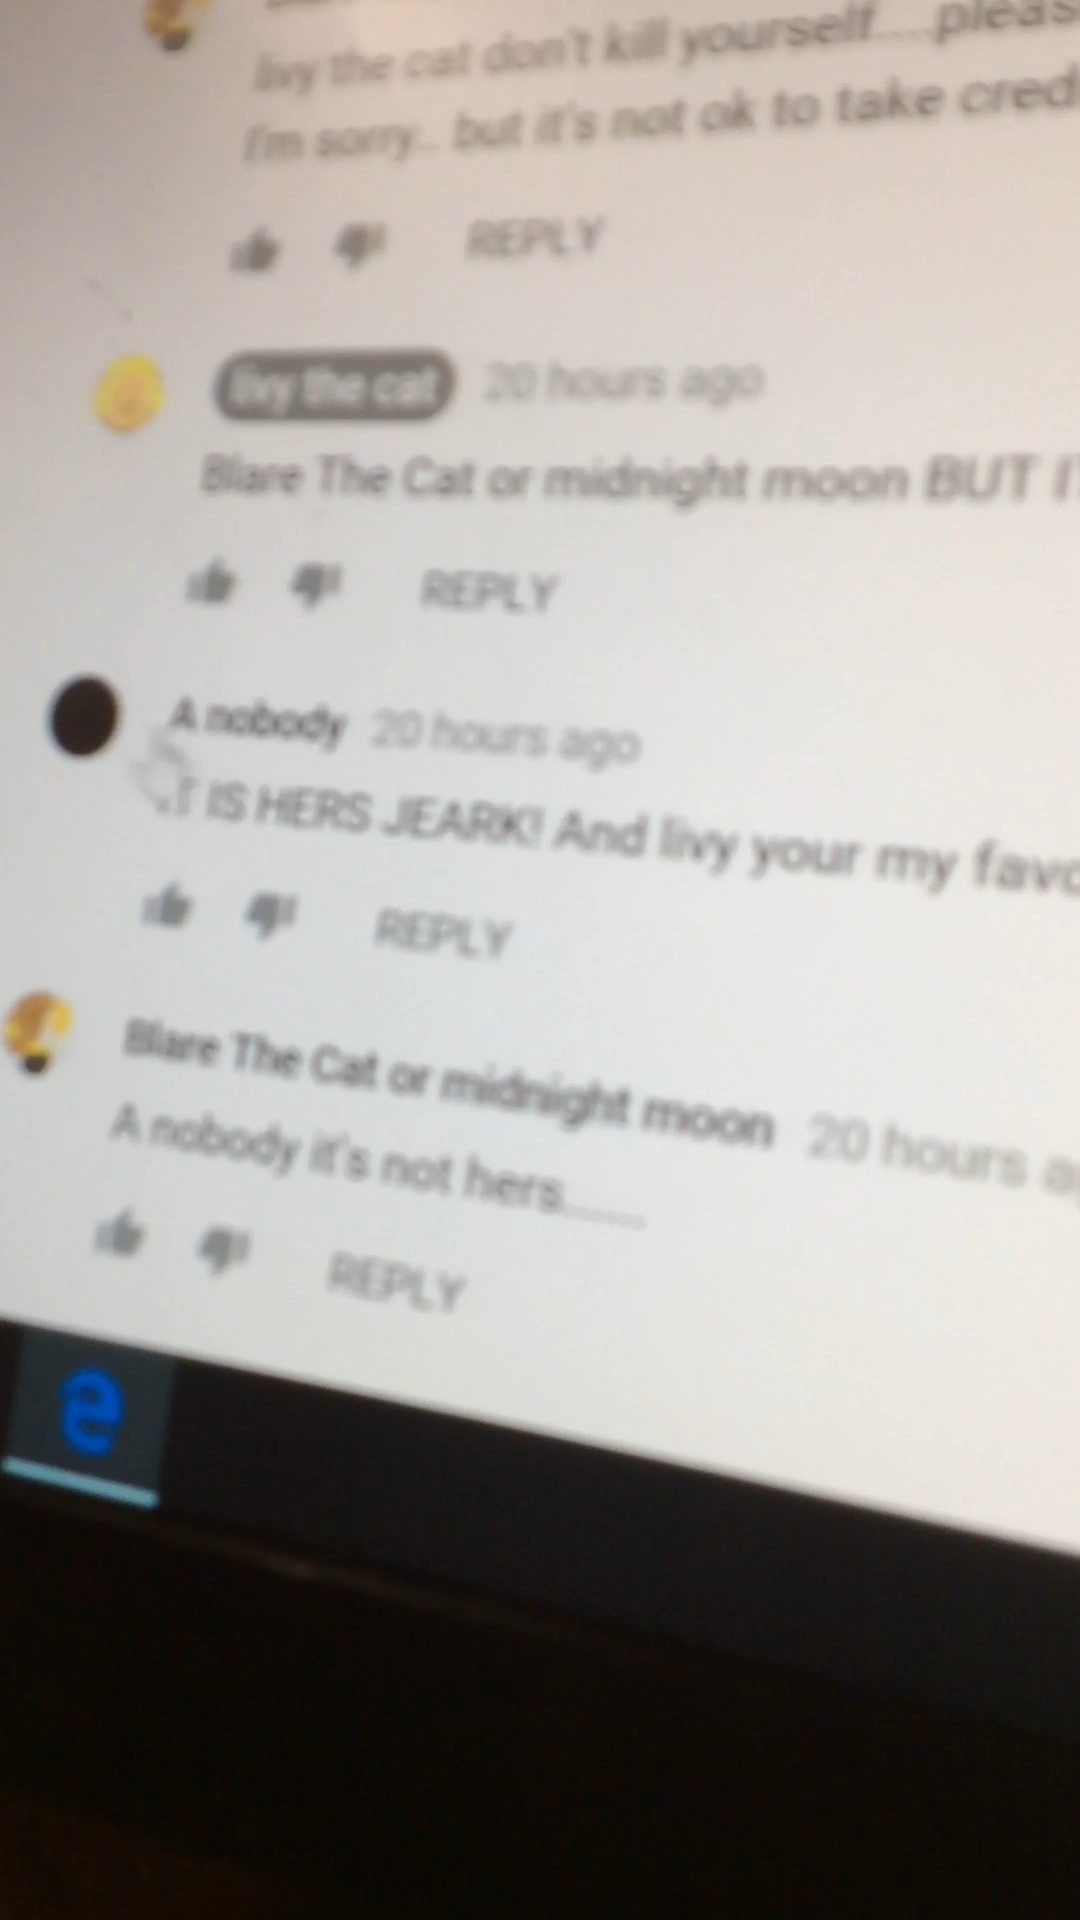 livy the cat don't kill yourself....pleas
I'm sorry.. but it's not ok to take cred
REPLY
livy the cat 20 hours ago
Blare The Cat or midnight moon BUT I
REPLY
A nobody 20 hours ago
IS HERS JEARK! And livy your my favo
REPLY
Blare The Cat or midnight moon 20 hours a
A nobody it's not hers.......
REPLY